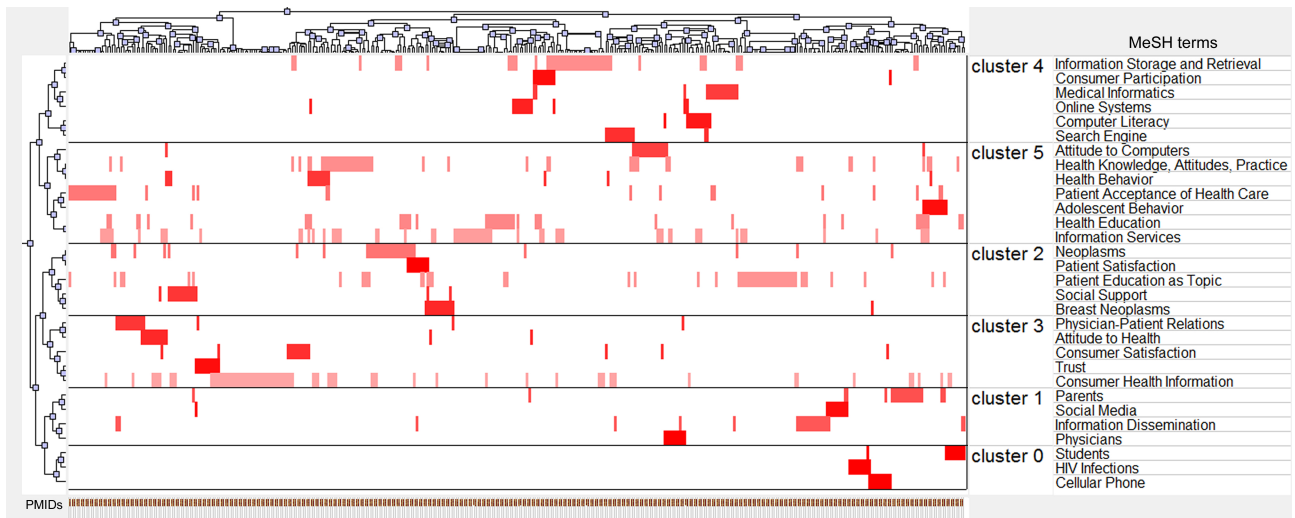 MeSH terms
cluster 4 Information Storage and Retrieval
Consumer Participation
Medical Informatics
Online Systems
Computer Literacy
Search Engine
cluster 5 Attitude to Computers
Health Knowledge, Attitudes, Practice
Health Behavior
Patient Acceptance of Health Care
Adolescent Behavior
Health Education
Information Services
cluster 2 Neoplasms
Patient Satisfaction
Patient Education as Topic
Social Support
Breast Neoplasms
cluster 3 Physician-Patient Relations
Attitude to Health
Consumer Satisfaction
Trust
Consumer Health Information
cluster 1 Parents
Social Media
Information Dissemination
Physicians
cluster 0 Students
HIV Infections
Cellular Phone
PMIDs